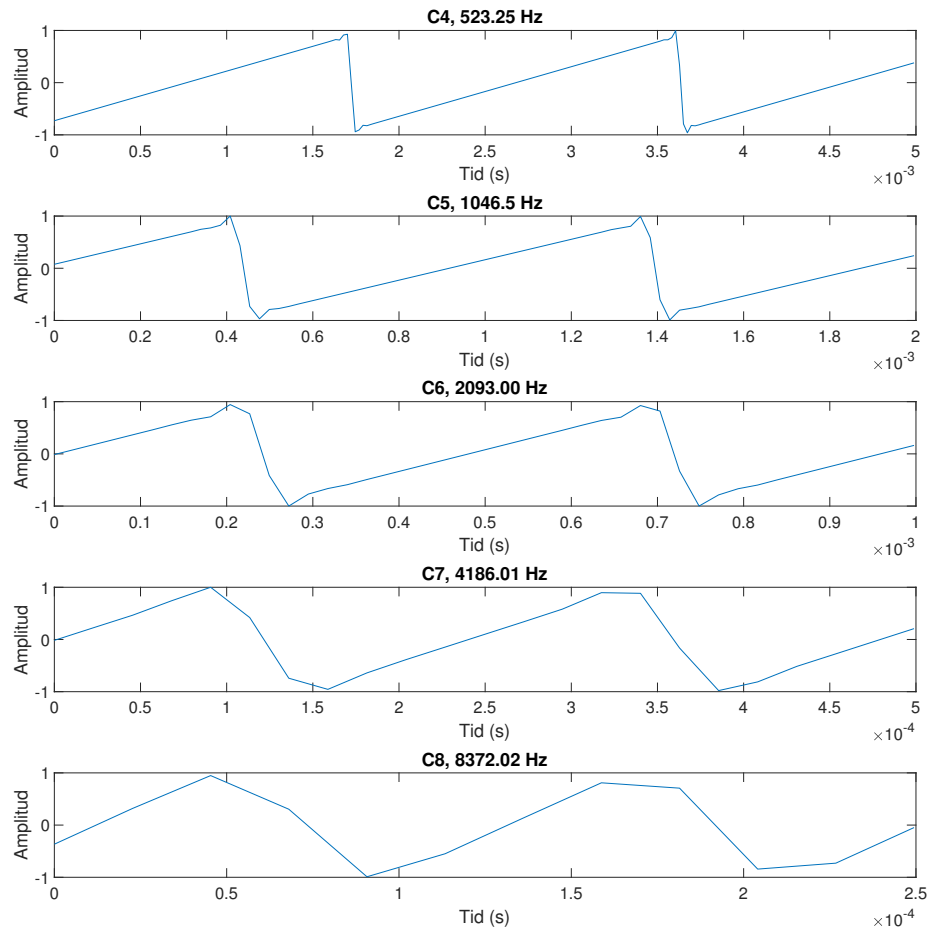 C4, 523.25 Hz
Amplitud
1
0
-1
0 0.5 1 0.5 2 0.5 3 3.5 4 4.5 5
Tid (s)
×10-3
C5, 1046.5 Hz
Amplitud
1
0
-1
0 0.2 0.4 0.6 0.8 1 1.2 1.4 1.6 1.8 2
Tid (s)
×10-3
C6, 2093.00 Hz
Amplitud
1
0
-1
0 0.1 0.2 0.3 0.4 0.5 0.6 0.7 0.8 0.9 1
Tid (s)
×10-3
C7, 4186.01 Hz
Amplitud
1
0
-1
0 0.5 1 1.5 2 2.5 3 3.5 4 4.5 5
Tid (s)
×10-4
C8, 8372.02 Hz
Amplitud
1
0
-1
0 0.5 1 1.5 2 2.5
Tid (s)
×10-4